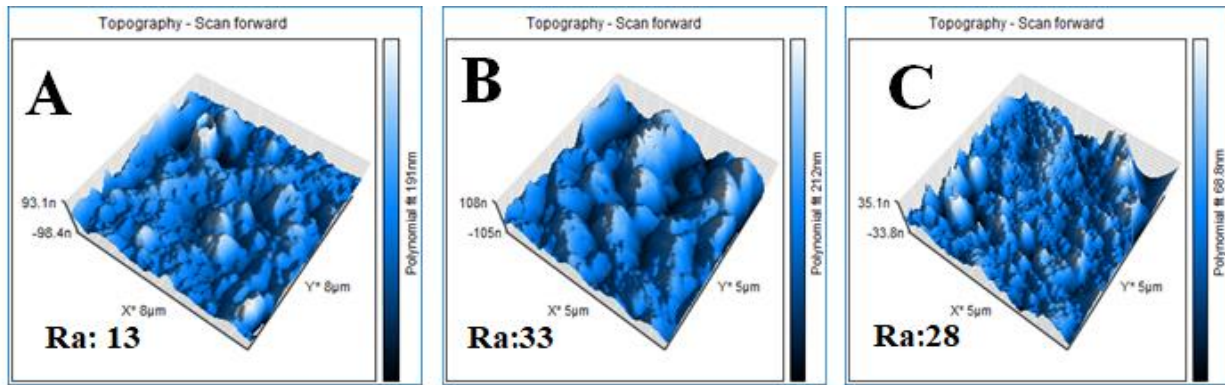 Topography - Scan forward
A
93.1n
-98.4n
X* 8µm
Y* 8µm
Polynomial fit 191nm
Ra: 13
Topography - Scan forward
B
108n
-105n
X* 5µm
Y* 5µm
Polynomial fit 212nm
Ra:33
Topography - Scan forward
C
35.1n
-33.8n
X* 5µm
Y* 5µm
Polynomial fit 68.8nm
Ra:28